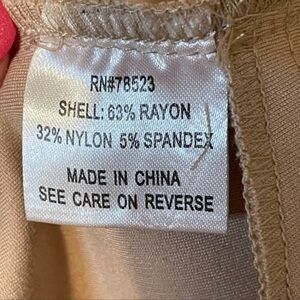 RN#78523
SHELL: 63% RAYON
32% NYLON 5% SPANDEX
MADE IN CHINA
SEE CARE ON REVERSE